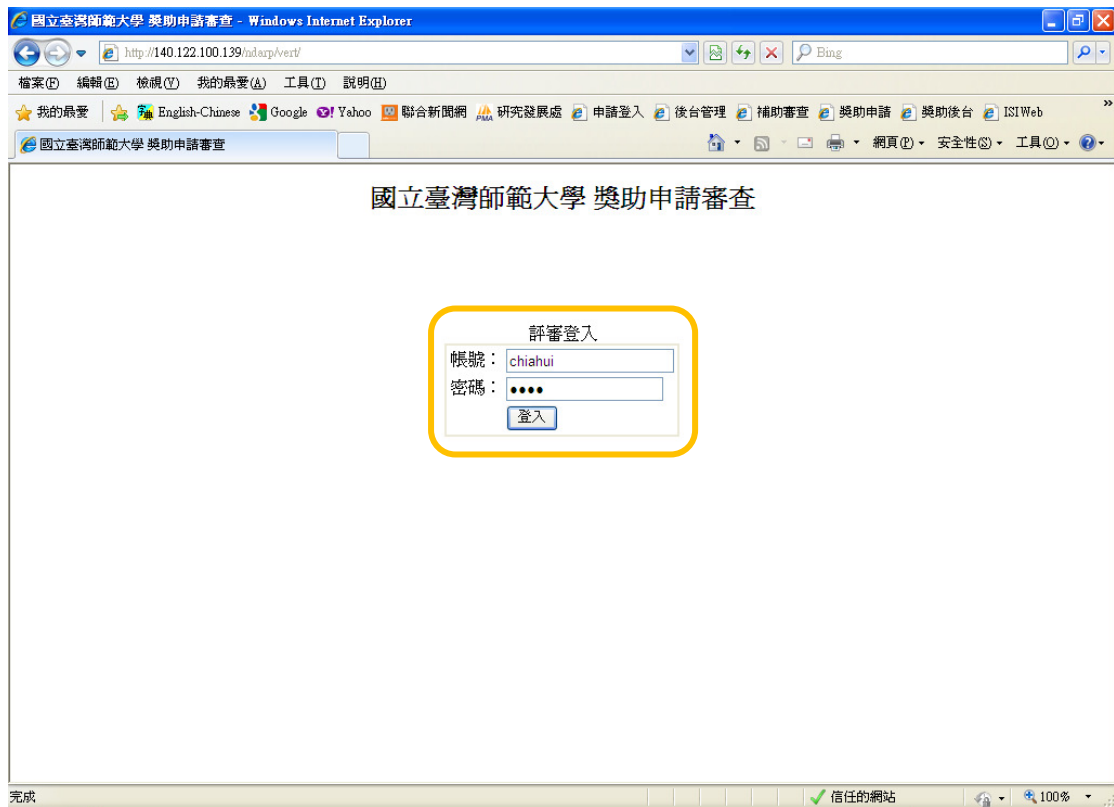 國立臺灣師範大學 獎助申請審查 - Windows Internet Explorer
http://140.122.100.139/ndarp/vert/
Bing
檔案(F) 編輯(E) 檢視(V) 我的最愛(A) 工具(T) 說明(H)
我的最愛 English-Chinese Google Yahoo 聯合新聞網 研究發展處 申請登入 後台管理 補助審查 獎助申請 獎助後台 ISIWeb »
國立臺灣師範大學 獎助申請審查
網頁(P) 安全性(S) 工具(O)
國立臺灣師範大學 獎助申請審查
評審登入
帳號： chiahui
密碼： ••••
登入
完成 信任的網站 100%